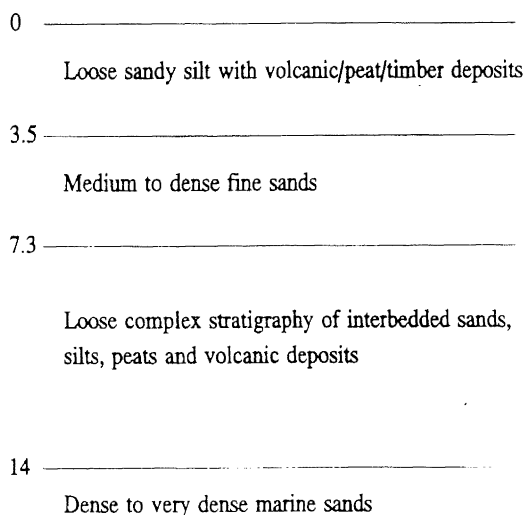 0
Loose sandy silt with volcanic/peat/timber deposits
3.5
Medium to dense fine sands
7.3
Loose complex stratigraphy of interbedded sands,
silts, peats and volcanic deposits
14
Dense to very dense marine sands